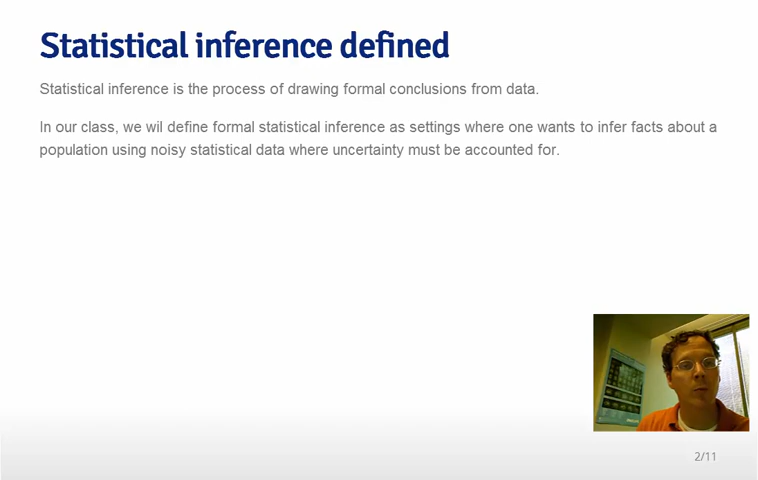 Statistical inference defined
Statistical inference is the process of drawing formal conclusions from data.
In our class, we wil define formal statistical inference as settings where one wants to infer facts about a
population using noisy statistical data where uncertainty must be accounted for.
2/11